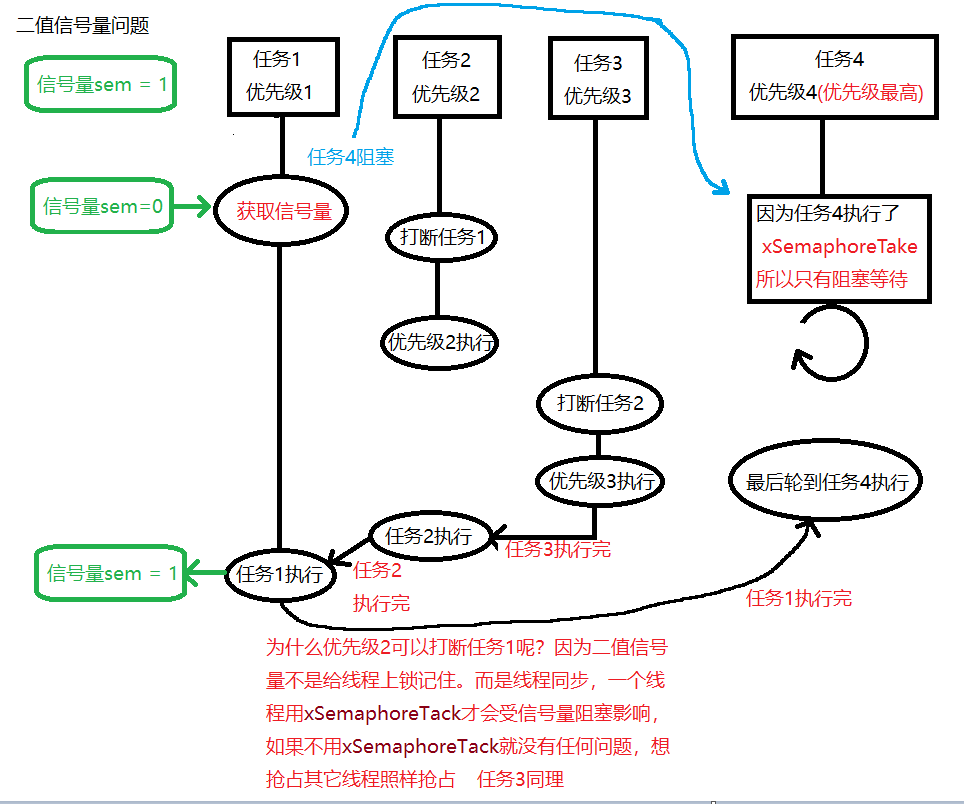 二值信号量问题
信号量sem = 1
任务1
优先级1
任务2
优先级2
任务3
优先级3
任务4
优先级4(优先级最高)
任务4阻塞
信号量sem=0
获取信号量
打断任务1
因为任务4执行了
xSemaphoreTake
所以只有阻塞等待
优先级2执行
打断任务2
优先级3执行
最后轮到任务4执行
任务2执行
任务3执行完
信号量sem = 1
任务1执行
任务2
执行完
任务1执行完
为什么优先级2可以打断任务1呢？因为二值信号
量不是给线程上锁记住。而是线程同步，一个线
程用xSemaphoreTack才会受信号量阻塞影响，
如果不用xSemaphoreTack就没有任何问题，想
抢占其它线程照样抢占 任务3同理